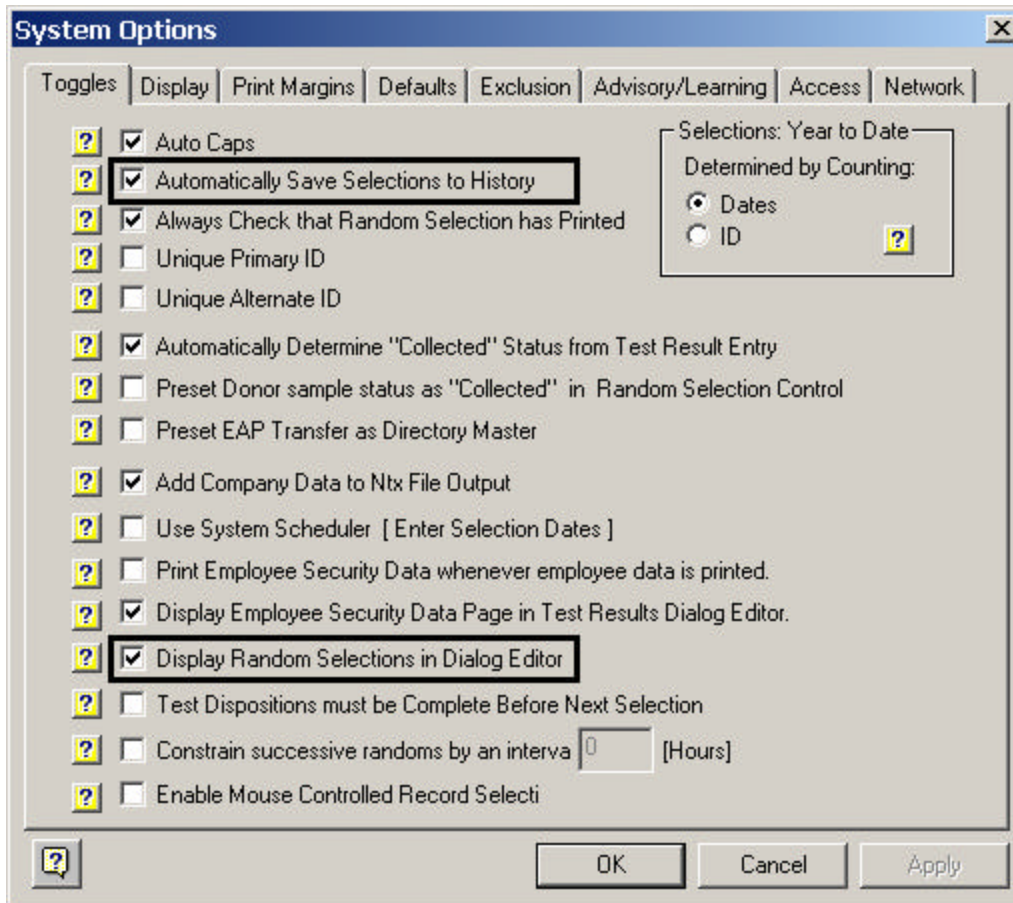 System Options
Toggles Display Print Margins Defaults Exclusion Advisory/Learning Access Network
Auto Caps
Automatically Save Selections to History
Always Check that Random Selection has Printed
Unique Primary ID
Unique Alternate ID
Selections: Year to Date
Determined by Counting:
Dates
ID
?
Automatically Determine "Collected" Status from Test Result Entry
Preset Donor sample status as "Collected" in Random Selection Control
Preset EAP Transfer as Directory Master
Add Company Data to Ntx File Output
Use System Scheduler [ Enter Selection Dates ]
Print Employee Security Data whenever employee data is printed.
Display Employee Security Data Page in Test Results Dialog Editor.
Display Random Selections in Dialog Editor
Test Dispositions must be Complete Before Next Selection
Constrain successive randoms by an interva 0 [Hours]
Enable Mouse Controlled Record Selecti
? OK Cancel Apply